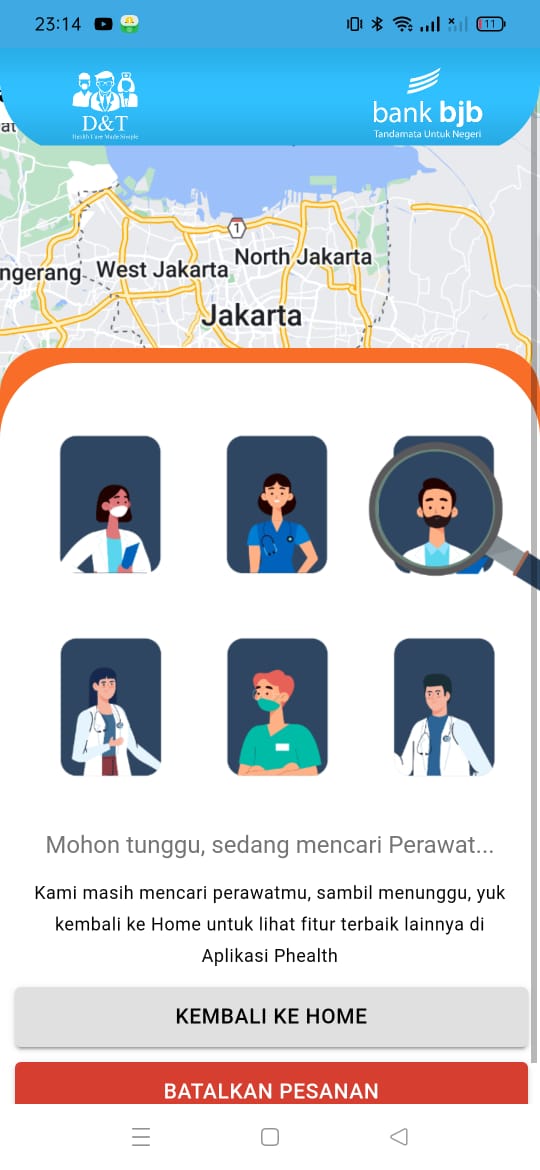 23:14
11
D&T
Health Care Made Simple
bank bjb
Tandamata Untuk Negeri
at
1
North Jakarta
ngerang
West Jakarta
Jakarta
Mohon tunggu, sedang mencari Perawat...
Kami masih mencari perawatmu, sambil menunggu, yuk
kembali ke Home untuk lihat fitur terbaik lainnya di
Aplikasi Phealth
KEMBALI KE HOME
BATALKAN PESANAN